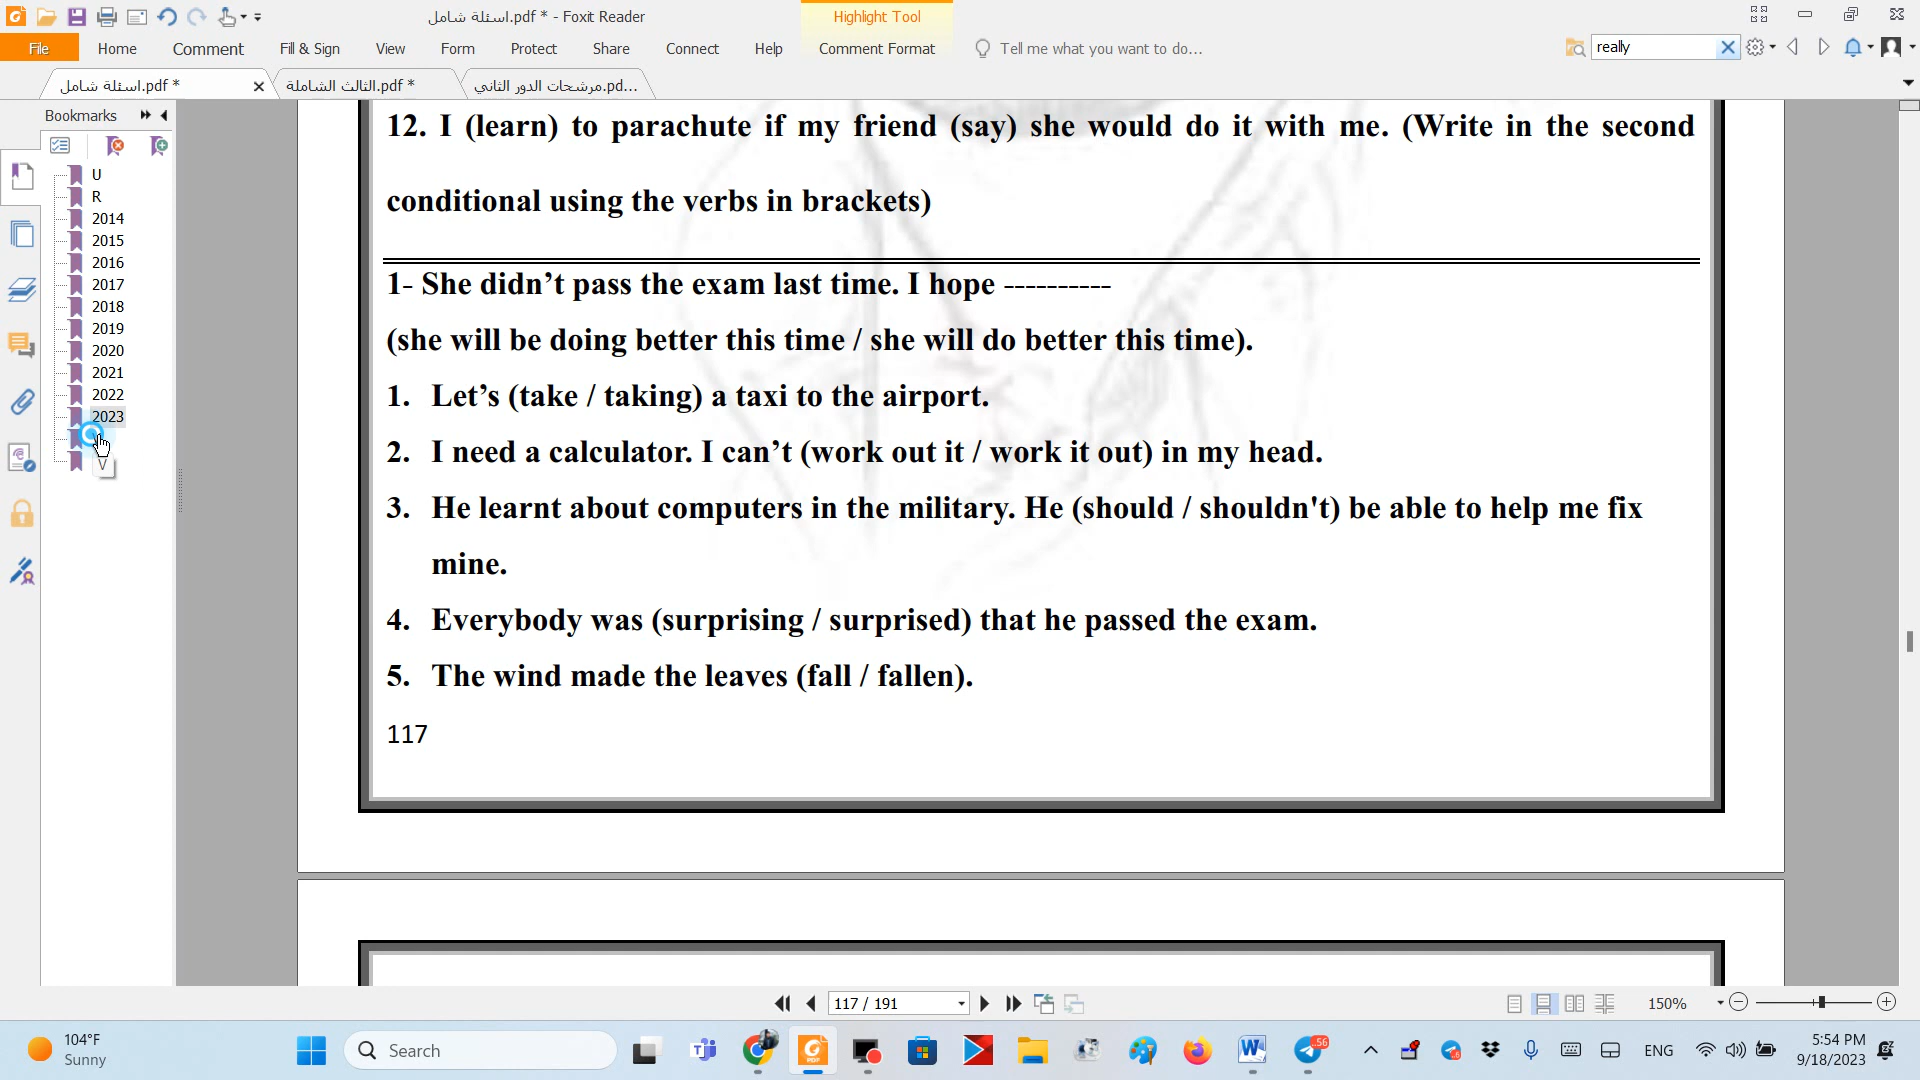 اسئلة شامل.pdf * - Foxit Reader
Highlight Tool
File
Home
Comment
Fill & Sign
View
Form
Protect
Share
Connect
Help
Comment Format
Tell me what you want to do...
really
اسئلة شامل.pdf *
الثالث الشاملة.pdf *
مرشحات الدور الثاني.pd...
Bookmarks
U
R
2014
2015
2016
2017
2018
2019
2020
2021
2022
2023
V
12. I (learn) to parachute if my friend (say) she would do it with me. (Write in the second
conditional using the verbs in brackets)
1- She didn’t pass the exam last time. I hope ----------
(she will be doing better this time / she will do better this time).
1. Let’s (take / taking) a taxi to the airport.
2. I need a calculator. I can’t (work out it / work it out) in my head.
3. He learnt about computers in the military. He (should / shouldn't) be able to help me fix
mine.
4. Everybody was (surprising / surprised) that he passed the exam.
5. The wind made the leaves (fall / fallen).
117
117 / 191
150%
104°F
Sunny
Search
56
ENG
5:54 PM
9/18/2023